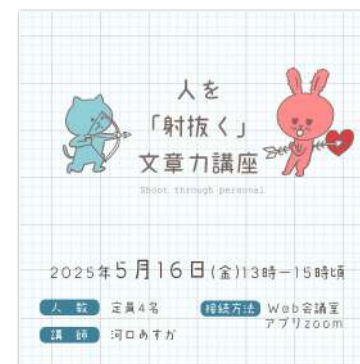 人を
「射抜く」
文章力講座
Shoot through personal
2025年5月16日(金)13時ー15時頃
人数 定員4名
接続方法 Web会議室
アプリzoom
講師 河口あすか